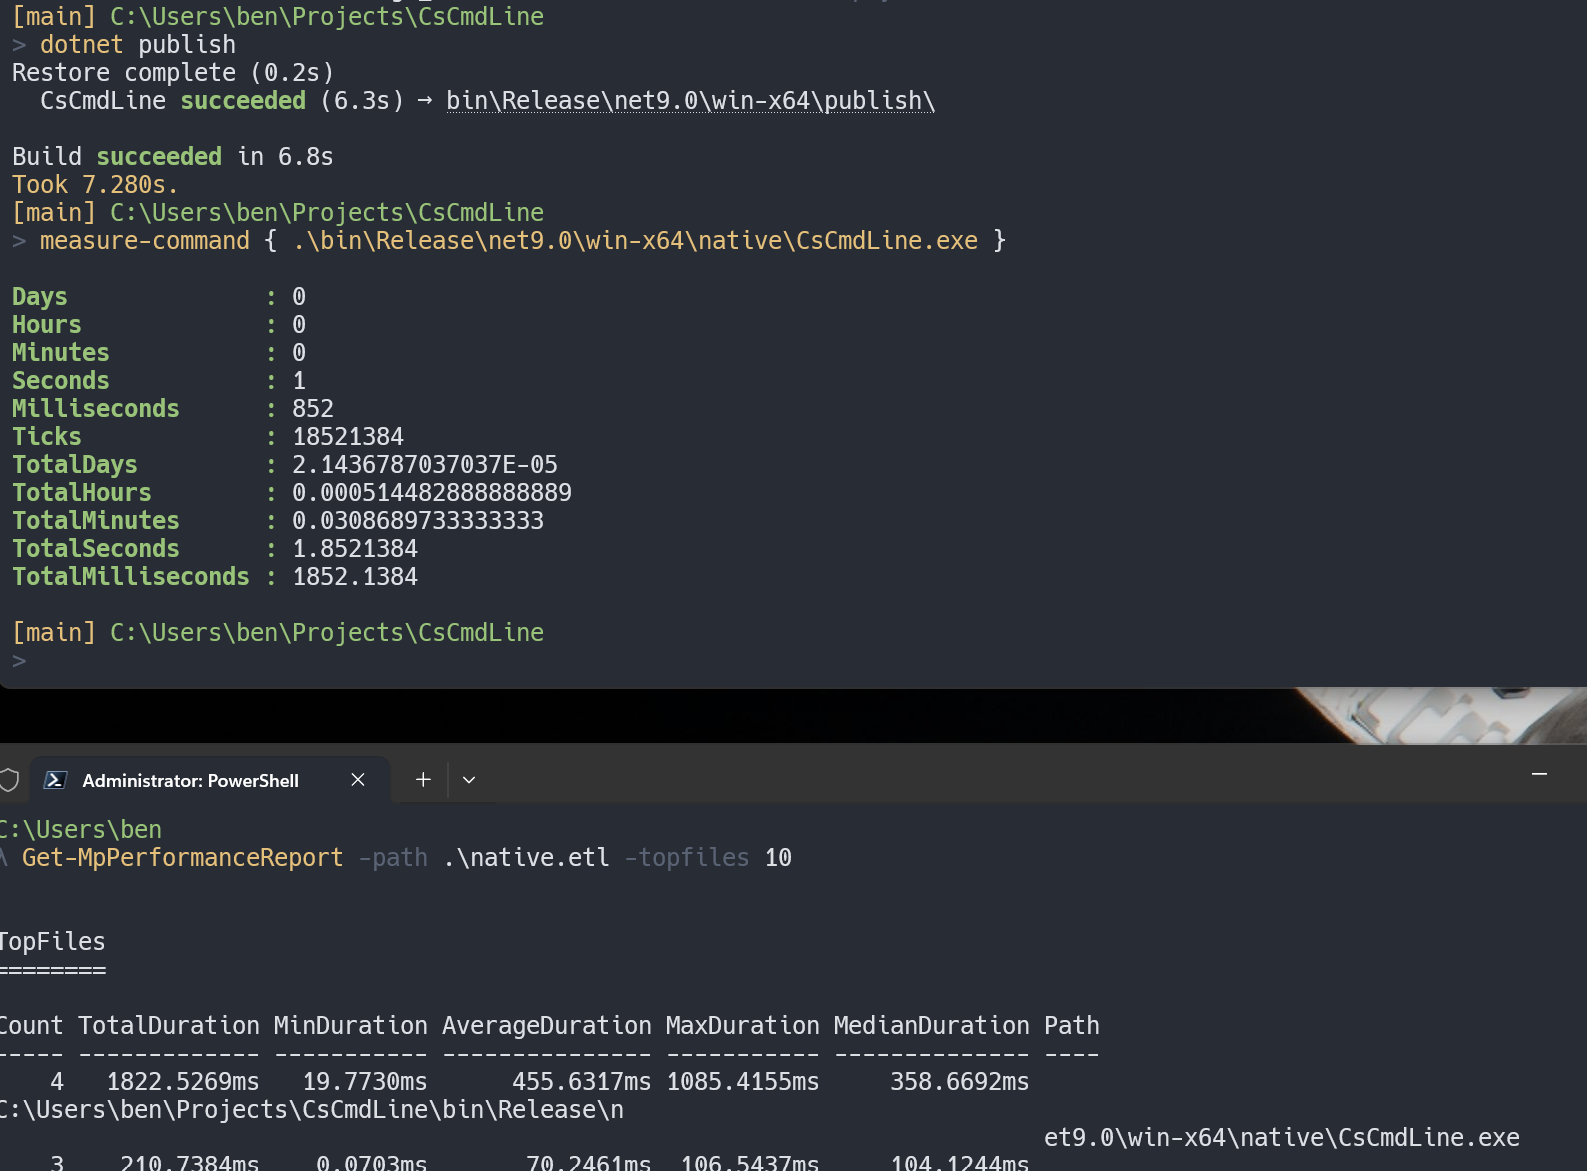 [main] C:\Users\ben\Projects\CsCmdLine
> dotnet publish
Restore complete (0.2s)
  CsCmdLine succeeded (6.3s) → bin\Release\net9.0\win-x64\publish\
Build succeeded in 6.8s
Took 7.280s.
[main] C:\Users\ben\Projects\CsCmdLine
> measure-command { .\bin\Release\net9.0\win-x64\native\CsCmdLine.exe }
Days              : 0
Hours             : 0
Minutes           : 0
Seconds           : 1
Milliseconds      : 852
Ticks             : 18521384
TotalDays         : 2.1436787037037E-05
TotalHours        : 0.000514482888888889
TotalMinutes      : 0.0308689733333333
TotalSeconds      : 1.8521384
TotalMilliseconds : 1852.1384
[main] C:\Users\ben\Projects\CsCmdLine
>
Administrator: PowerShell
C:\Users\ben
λ Get-MpPerformanceReport -path .\native.etl -topfiles 10
TopFiles
========
Count TotalDuration MinDuration AverageDuration MaxDuration MedianDuration Path
----- ------------- ----------- --------------- ----------- -------------- ----
    4   1822.5269ms   19.7730ms      455.6317ms 1085.4155ms     358.6692ms
C:\Users\ben\Projects\CsCmdLine\bin\Release\n
et9.0\win-x64\native\CsCmdLine.exe
    3    210.7384ms    0.0703ms       70.2461ms  106.5437ms     104.1244ms